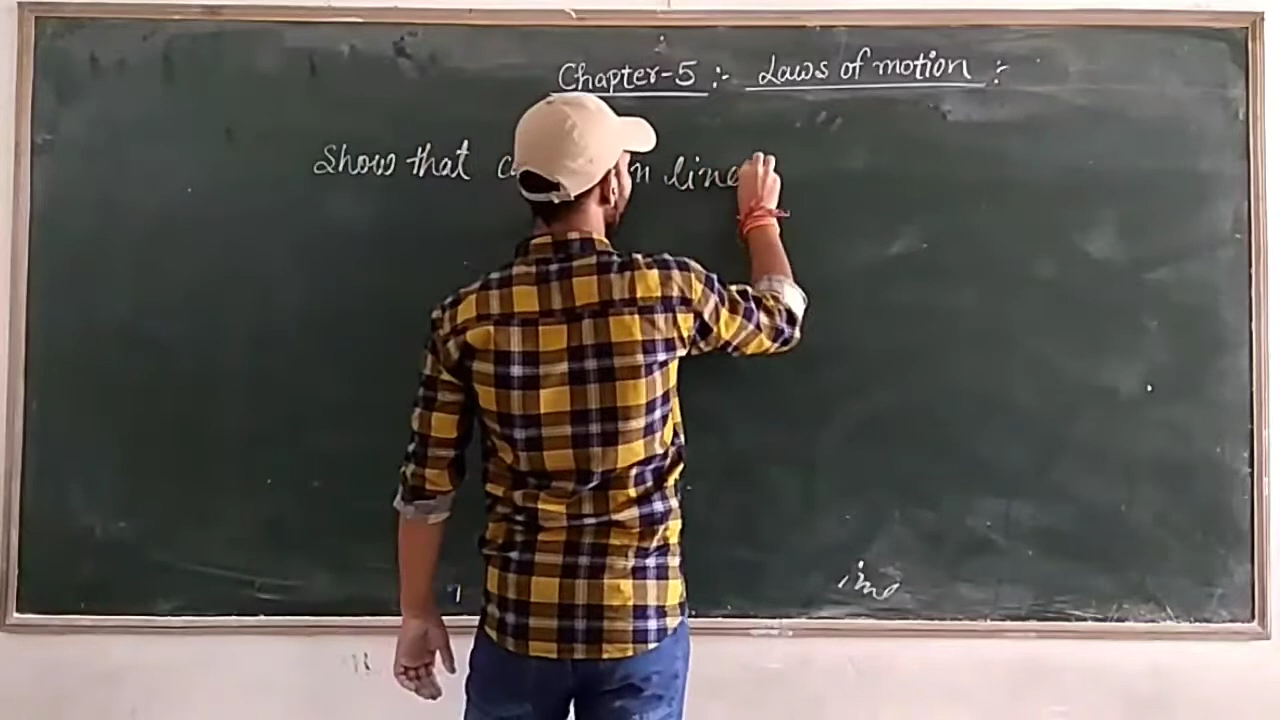 Chapter-5 :- Laws of motion :-
Show that line